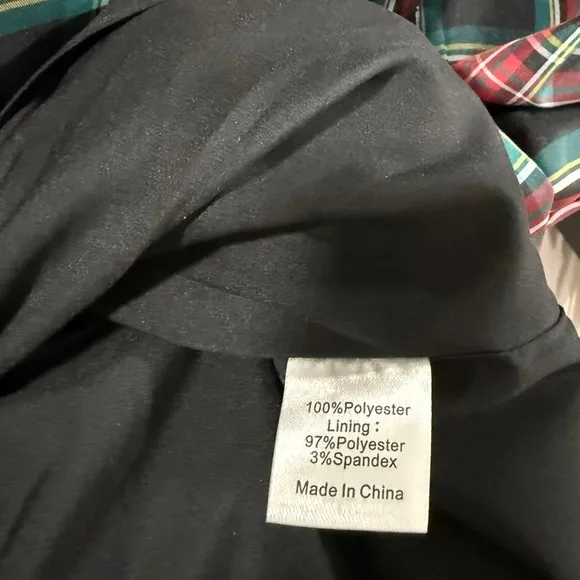 100%Polyester
Lining：
97%Polyester
3%Spandex
Made In China